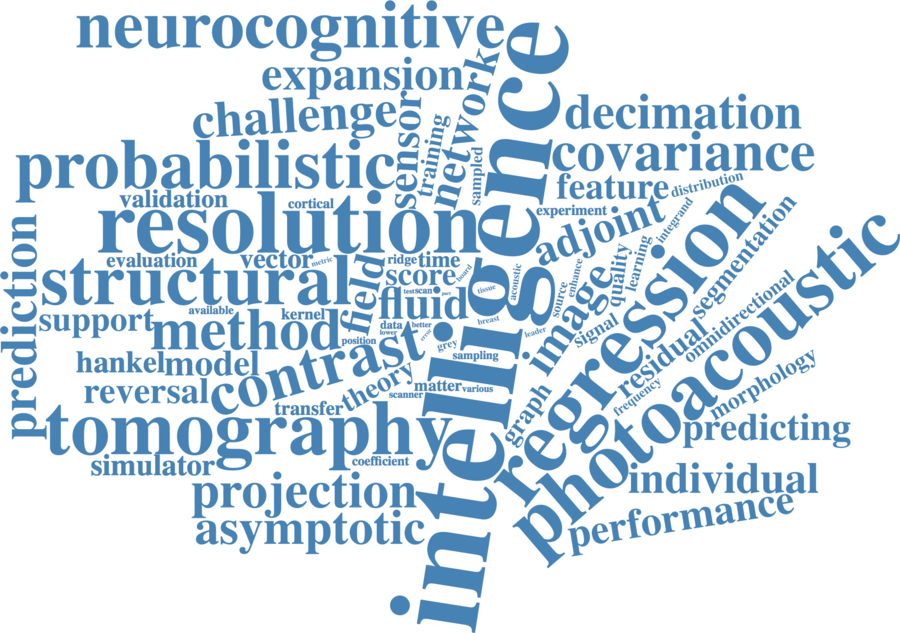 neurocognitive
expansion
challenge
probabilistic
validation
cortical
resolution
evaluation
vector
metric
structural
available
support
kernel
method
position
hankel
model
reversal
contrast
transfer
theory
tomography
simulator
coefficient
projection
asymptotic
prediction
sensor
training
network
sampled
intelligence
ridge
time
score
board
test
scan
tissue
acoustic
field
fluid
data
better
lower
error
grey
breast
leader
sampling
matter
various
scanner
decimation
covariance
feature
distribution
experiment
adjoint
integrand
source
enhance
quality
learning
image
signal
regression
segmentation
residual
omnidirectional
frequency
graph
photoacoustic
morphology
predicting
individual
performance